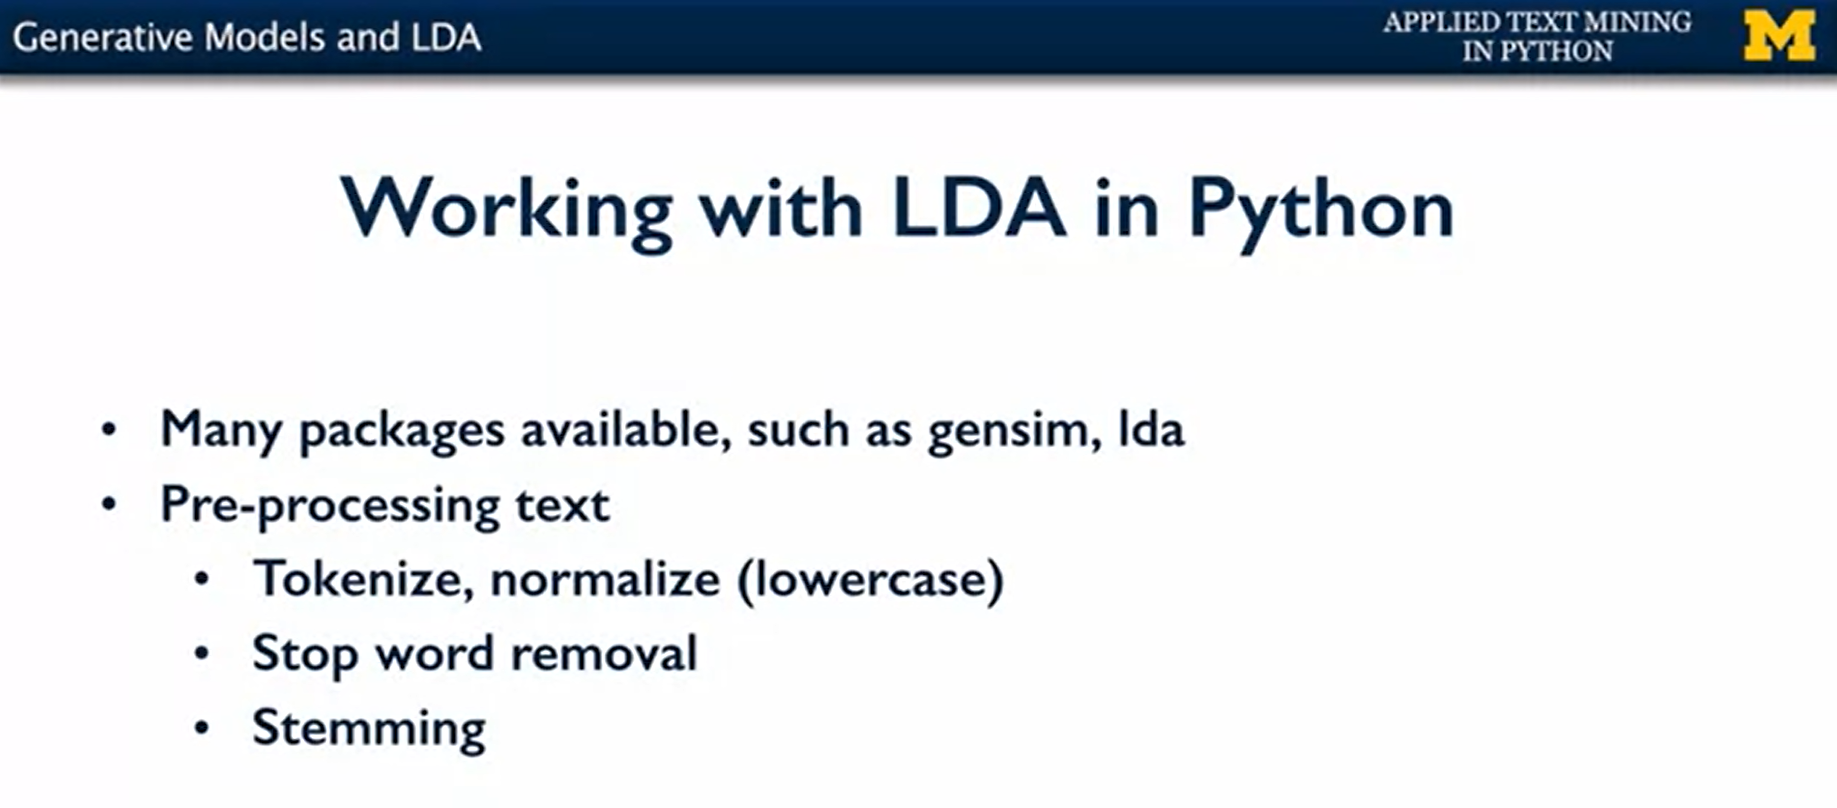 Generative Models and LDA
APPLIED TEXT MINING
IN PYTHON
M
Working with LDA in Python
• Many packages available, such as gensim, lda
• Pre-processing text
• Tokenize, normalize (lowercase)
• Stop word removal
• Stemming